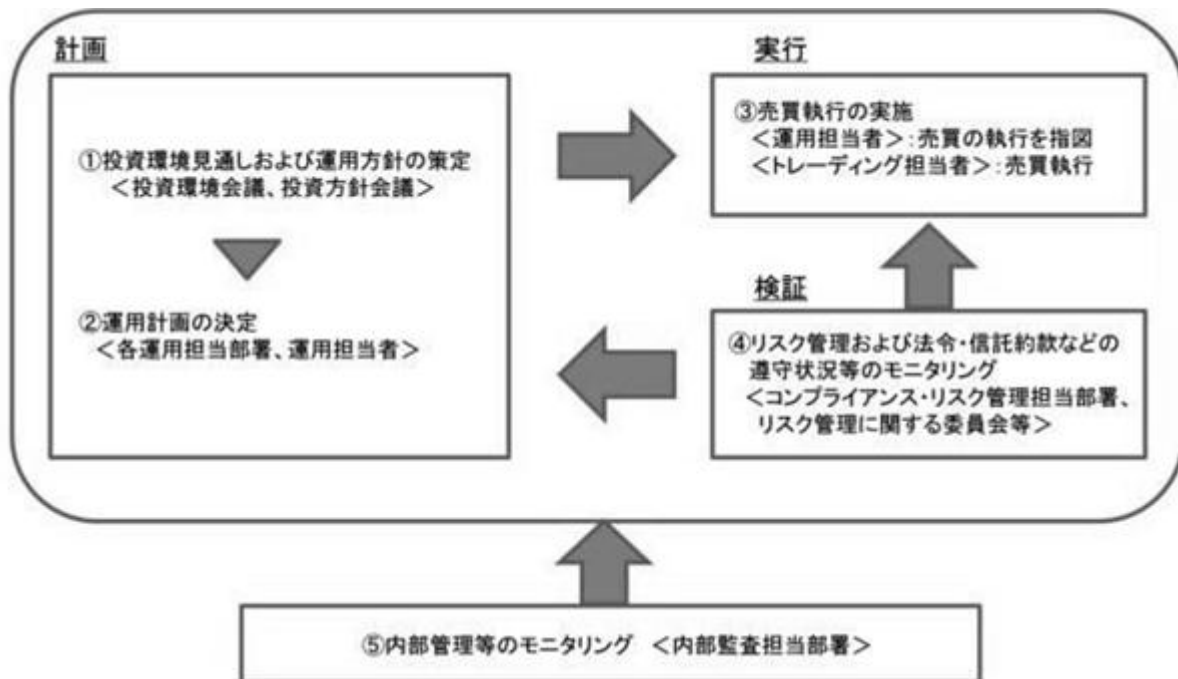 計画
①投資環境見通しおよび運用方針の策定
＜投資環境会議、投資方針会議＞
②運用計画の決定
＜各運用担当部署、運用担当者＞
実行
③売買執行の実施
＜運用担当者＞：売買の執行を指図
＜トレーディング担当者＞：売買執行
検証
④リスク管理および法令・信託約款などの
遵守状況等のモニタリング
＜コンプライアンス・リスク管理担当部署、
リスク管理に関する委員会等＞
⑤内部管理等のモニタリング ＜内部監査担当部署＞